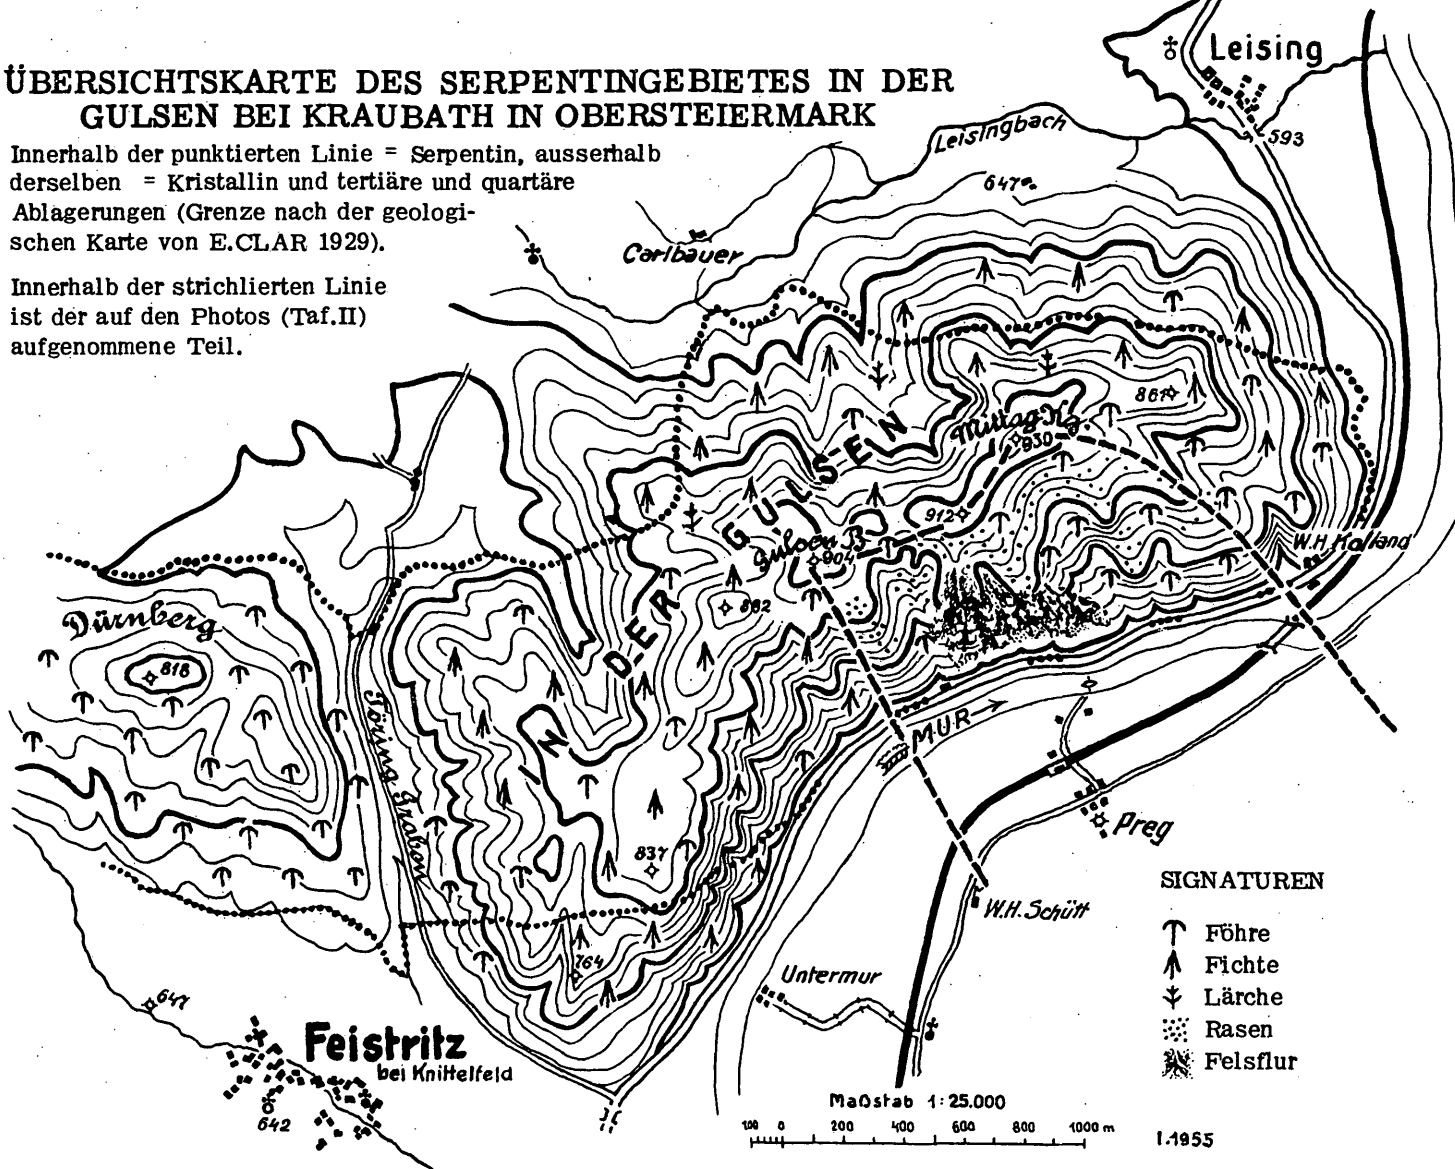 ÜBERSICHTSKARTE DES SERPENTINGEBIETES IN DER
GULSEN BEI KRAUBATH IN OBERSTEIERMARK
Innerhalb der punktierten Linie = Serpentin, ausserhalb
derselben = Kristallin und tertiäre und quartäre
Ablagerungen (Grenze nach der geologi-
schen Karte von E.CLAR 1929).
Innerhalb der strichlierten Linie
ist der auf den Photos (Taf.II)
aufgenommene Teil.
Leising
593
Leisingbach
647
Carlbauer
861
Mittag Kg.
930
912
IN DER GULSEN
Gulsen B.
904
882
W.H. Kalland
Dürnberg
818
Töring Graben
MUR
Preg
837
W.H. Schütt
764
Untermur
647
Feistritz
bei Knittelfeld
642
SIGNATUREN
Föhre
Fichte
Lärche
Rasen
Felsflur
Maßstab 1:25.000
100 0 200 400 600 800 1000 m
I.1955